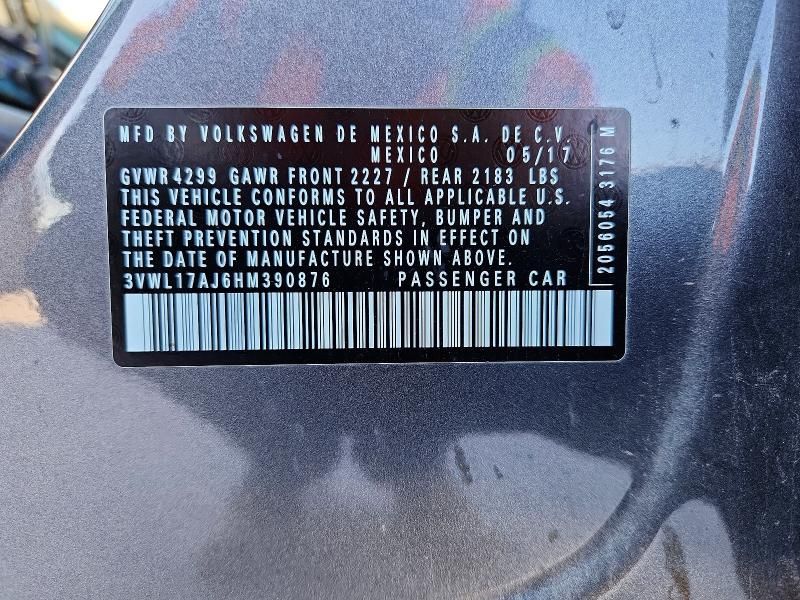 MFD BY VOLKSWAGEN DE MEXICO S.A. DE C.V.
MEXICO 05/17
GVWR 4299 GAWR FRONT 2227 / REAR 2183 LBS
THIS VEHICLE CONFORMS TO ALL APPLICABLE U.S.
FEDERAL MOTOR VEHICLE SAFETY, BUMPER AND
THEFT PREVENTION STANDARDS IN EFFECT ON
THE DATE OF MANUFACTURE SHOWN ABOVE.
3VWL17AJ6HM390876 PASSENGER CAR
2056054 3176 M